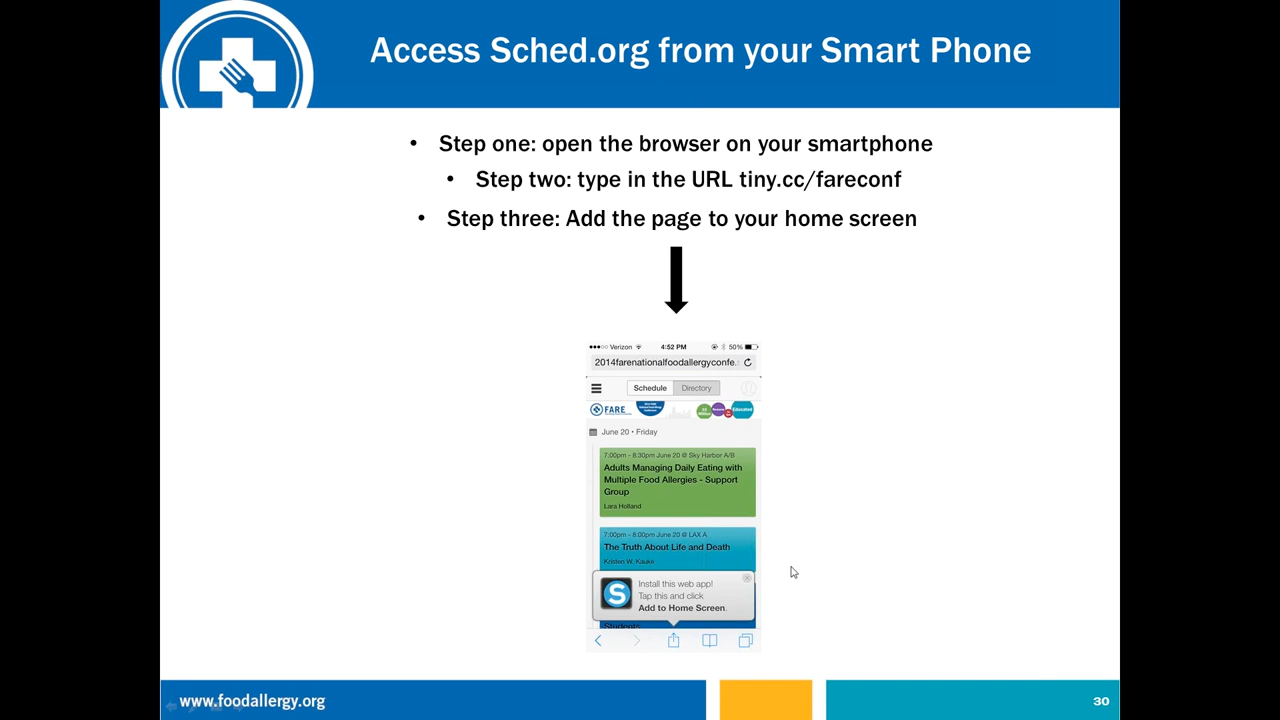 Access Sched.org from your Smart Phone
• Step one: open the browser on your smartphone
• Step two: type in the URL tiny.cc/fareconf
• Step three: Add the page to your home screen
Verizon 4:52 PM 50%
2014farenationalfoodallergyconfe.
Schedule Directory
FARE
Educated
June 20 • Friday
7:00pm - 8:30pm June 20 @ Sky Harbor A/B
Adults Managing Daily Eating with
Multiple Food Allergies - Support
Group
Lara Holland
7:00pm - 8:00pm June 20 @ LAX A
The Truth About Life and Death
Kristen W. Kauke
Install this web app!
Tap this and click
Add to Home Screen.
S
Students
www.foodallergy.org
30